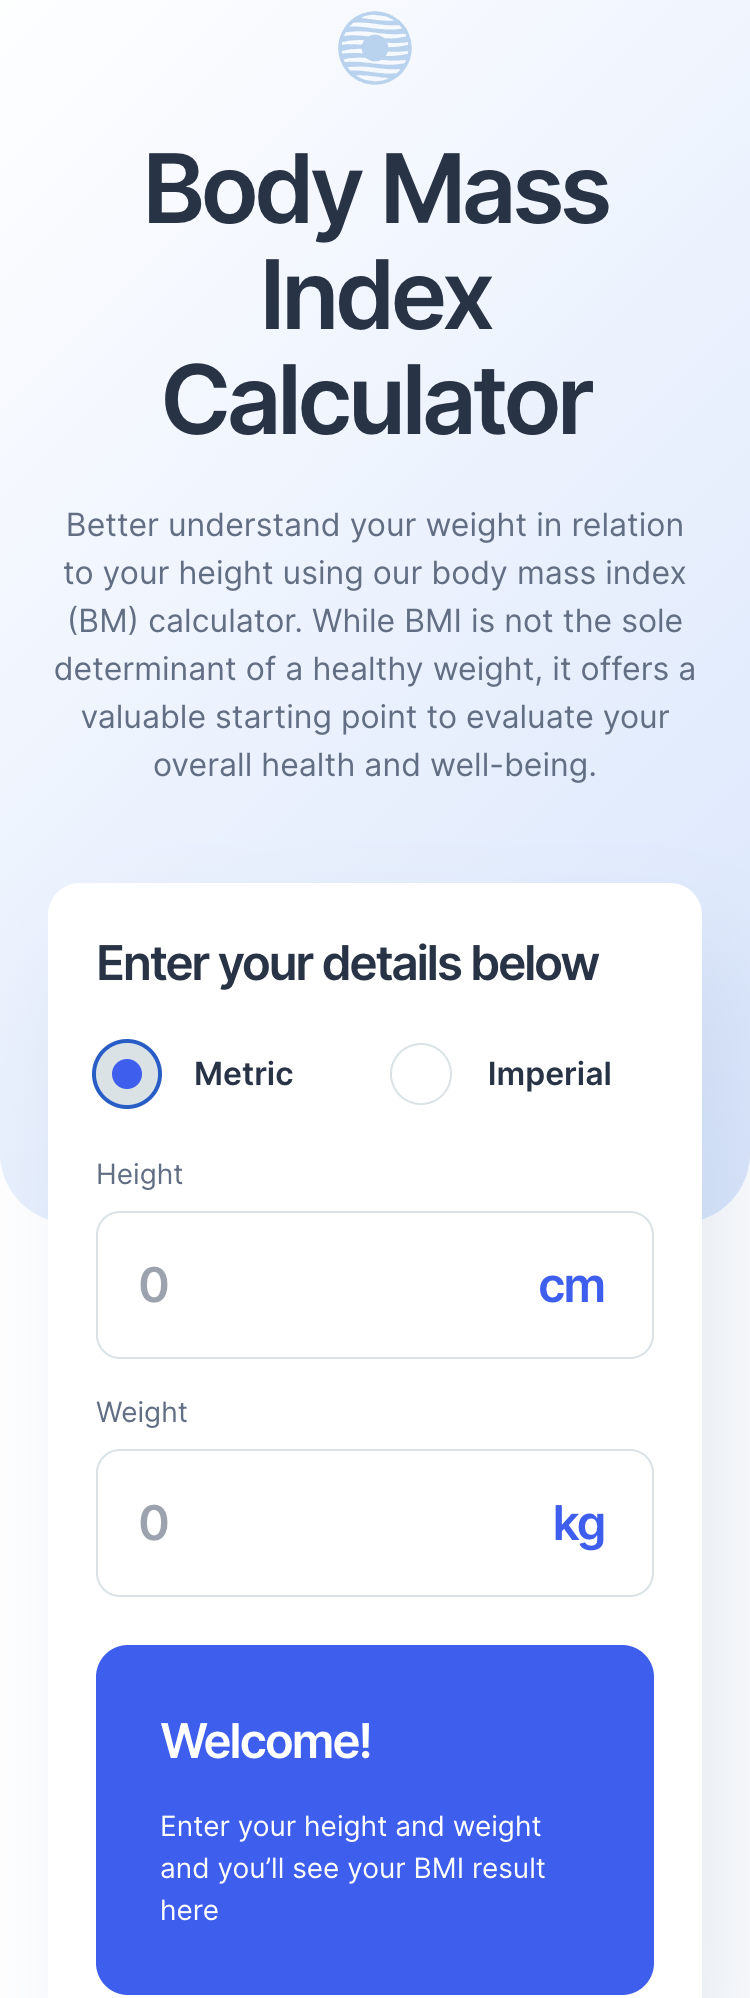 Body Mass
Index
Calculator
Better understand your weight in relation
to your height using our body mass index
(BM) calculator. While BMI is not the sole
determinant of a healthy weight, it offers a
valuable starting point to evaluate your
overall health and well-being.
Enter your details below
Metric Imperial
Height
0 cm
Weight
0 kg
Welcome!
Enter your height and weight
and you’ll see your BMI result
here